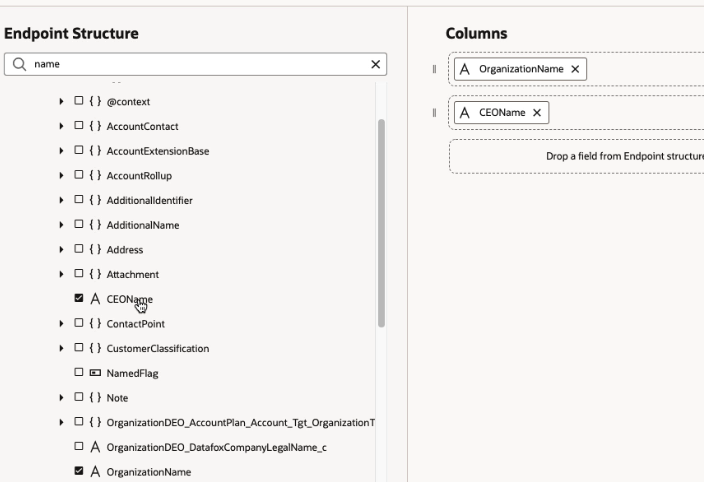 Endpoint Structure
name
@context
AccountContact
AccountExtensionBase
AccountRollup
AdditionalIdentifier
AdditionalName
Address
Attachment
CEOName
ContactPoint
CustomerClassification
NamedFlag
Note
OrganizationDEO_AccountPlan_Account_Tgt_OrganizationT
OrganizationDEO_DatafoxCompanyLegalName_c
OrganizationName
Columns
OrganizationName
CEOName
Drop a field from Endpoint structure